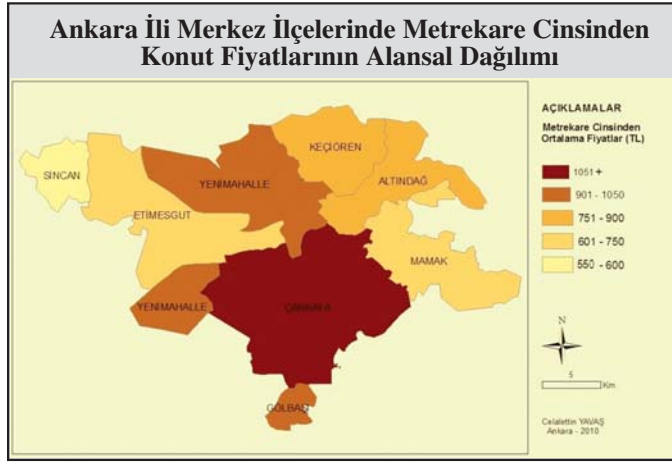 Ankara İli Merkez İlçelerinde Metrekare Cinsinden
Konut Fiyatlarının Alansal Dağılımı
AÇIKLAMALAR
Metrekare Cinsinden
Ortalama Fiyatlar (TL)
1051 +
901 - 1050
751 - 900
601 - 750
550 - 600
KEÇİÖREN
SİNCAN
YENİMAHALLE
ALTINDAĞ
ETİMESGUT
MAMAK
YENİMAHALLE
ÇANKAYA
GÖLBAŞI
N
5
Km
Celalettin YAVAŞ
Ankara - 2010